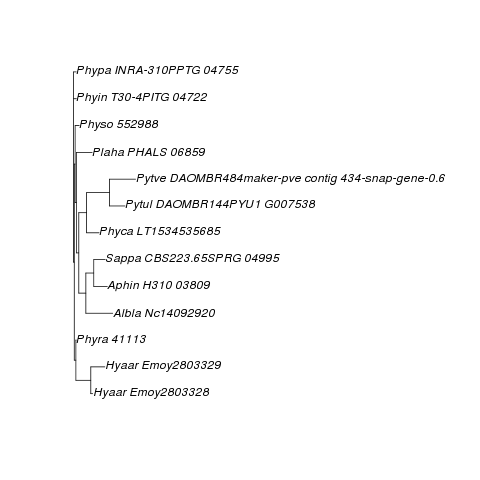 Phypa INRA-310PPTG 04755
Phyin T30-4PITG 04722
Physo 552988
Plaha PHALS 06859
Pytve DAOMBR484maker-pve contig 434-snap-gene-0.6
Pytul DAOMBR144PYU1 G007538
Phyca LT1534535685
Sappa CBS223.65SPRG 04995
Aphin H310 03809
Albla Nc14092920
Phyra 41113
Hyaar Emoy2803329
Hyaar Emoy2803328